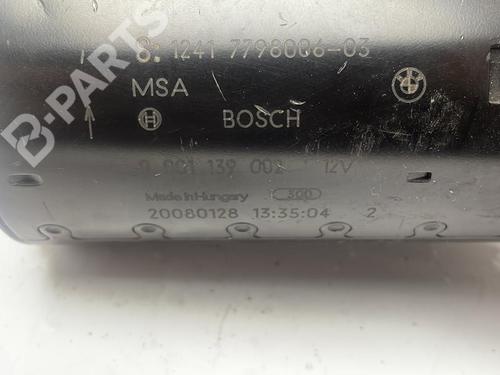 8: 1241 7798006-03
MSA
BOSCH
0 001 139 002 12V
Made in Hungary 300
20080128 13:35:04 2
B-PARTS